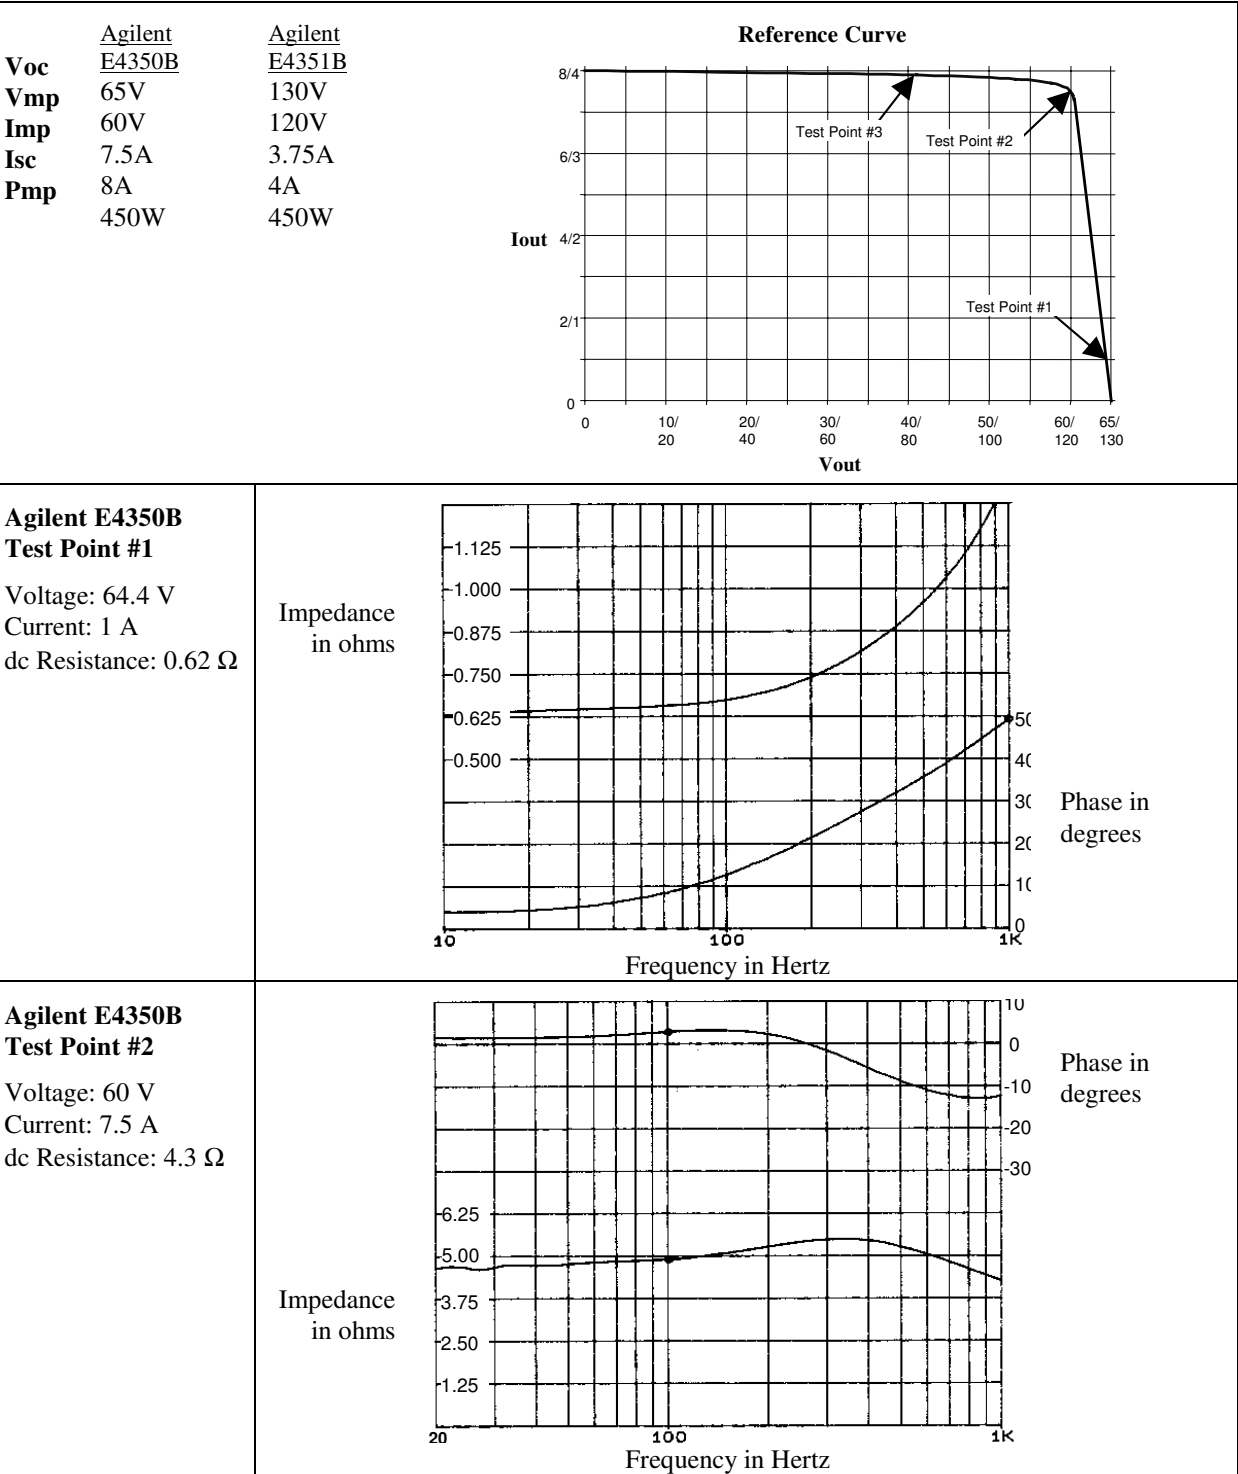 Agilent Agilent
E4350B E4351B
Voc
65V 130V
Vmp
60V 120V
Imp
7.5A 3.75A
Isc
8A 4A
Pmp
450W 450W
Reference Curve
8/4
6/3
Iout 4/2
2/1
0
Test Point #3
Test Point #2
Test Point #1
0 10/ 20/ 30/ 40/ 50/ 60/ 65/
20 40 60 80 100 120 130
Vout
Agilent E4350B
Test Point #1
Voltage: 64.4 V
Current: 1 A
dc Resistance: 0.62 Ω
Impedance
in ohms
1.125
1.000
0.875
0.750
0.625
0.500
50
40
30
20
10
0
Phase in
degrees
10 100 1K
Frequency in Hertz
Agilent E4350B
Test Point #2
Voltage: 60 V
Current: 7.5 A
dc Resistance: 4.3 Ω
10
0
-10
-20
-30
Phase in
degrees
6.25
5.00
3.75
2.50
1.25
Impedance
in ohms
20 100 1K
Frequency in Hertz